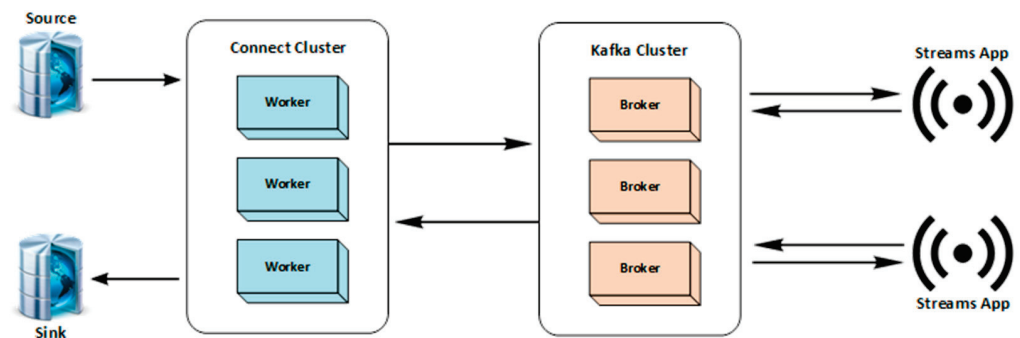 Source
Connect Cluster
Worker
Worker
Worker
Sink
Kafka Cluster
Broker
Broker
Broker
Streams App
Streams App